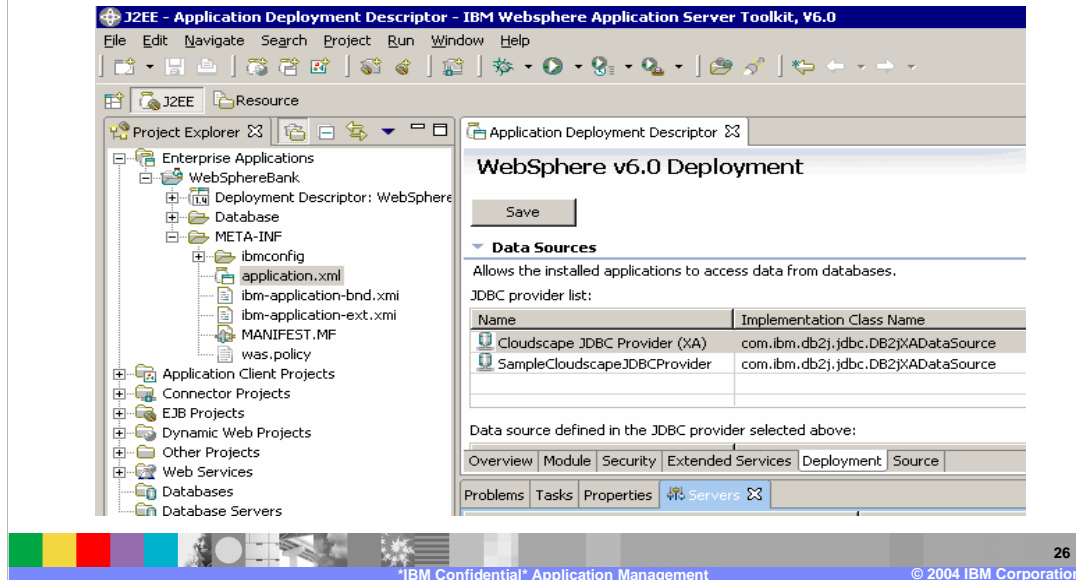 J2EE - Application Deployment Descriptor - IBM Websphere Application Server Toolkit, V6.0
File Edit Navigate Search Project Run Window Help
J2EE Resource
Project Explorer
Enterprise Applications
WebSphereBank
Deployment Descriptor: WebSphere
Database
META-INF
ibmconfig
application.xml
ibm-application-bnd.xmi
ibm-application-ext.xmi
MANIFEST.MF
was.policy
Application Client Projects
Connector Projects
EJB Projects
Dynamic Web Projects
Other Projects
Web Services
Databases
Database Servers
Application Deployment Descriptor
WebSphere v6.0 Deployment
Save
Data Sources
Allows the installed applications to access data from databases.
JDBC provider list:
Name Implementation Class Name
Cloudscape JDBC Provider (XA) com.ibm.db2j.jdbc.DB2jXADataSource
SampleCloudscapeJDBCProvider com.ibm.db2j.jdbc.DB2jXADataSource
Data source defined in the JDBC provider selected above:
Overview Module Security Extended Services Deployment Source
Problems Tasks Properties Servers
26
*IBM Confidential* Application Management © 2004 IBM Corporation